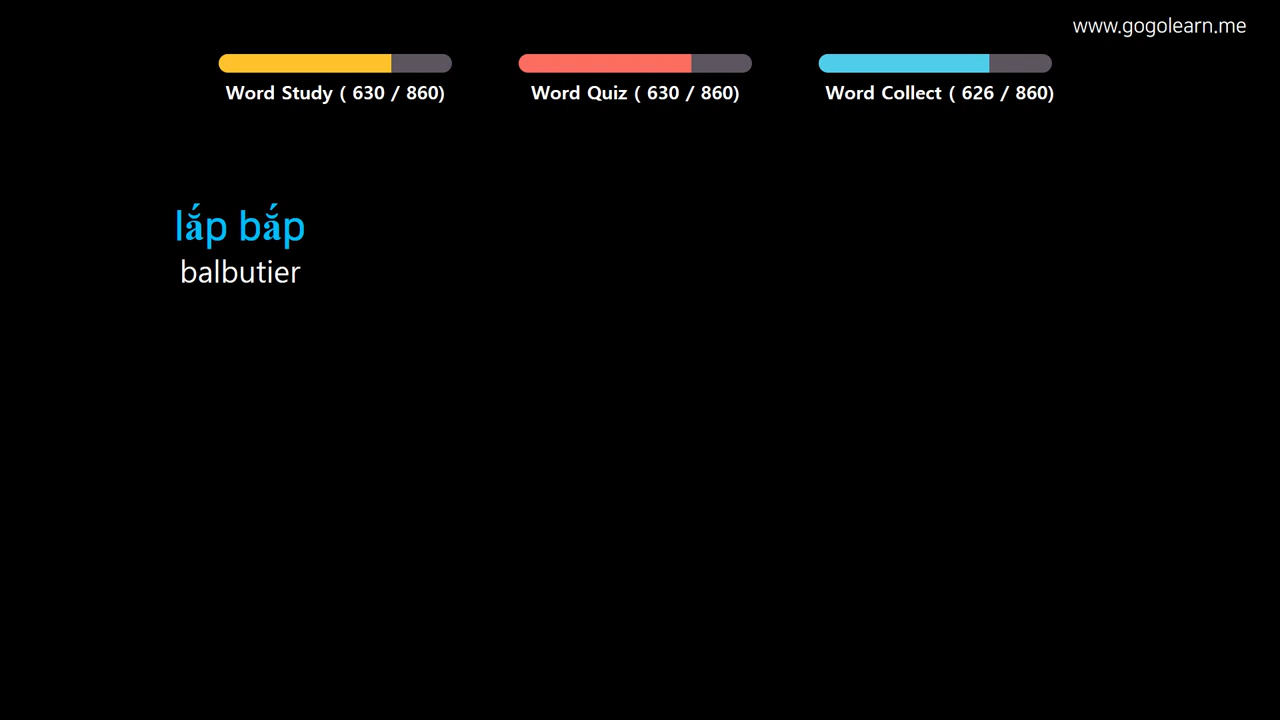 www.gogolearn.me
Word Study ( 630 / 860)
Word Quiz ( 630 / 860)
Word Collect ( 626 / 860)
lắp bắp
balbutier